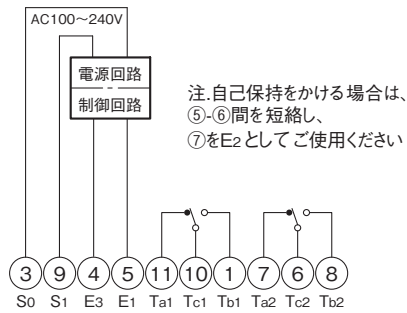 AC100～240V
電源回路
制御回路
注.自己保持をかける場合は、
⑤-⑥間を短絡し、
⑦をE2としてご使用ください
3 9 4 5 11 10 1 7 6 8
S0 S1 E3 E1 Ta1 Tc1 Tb1 Ta2 Tc2 Tb2